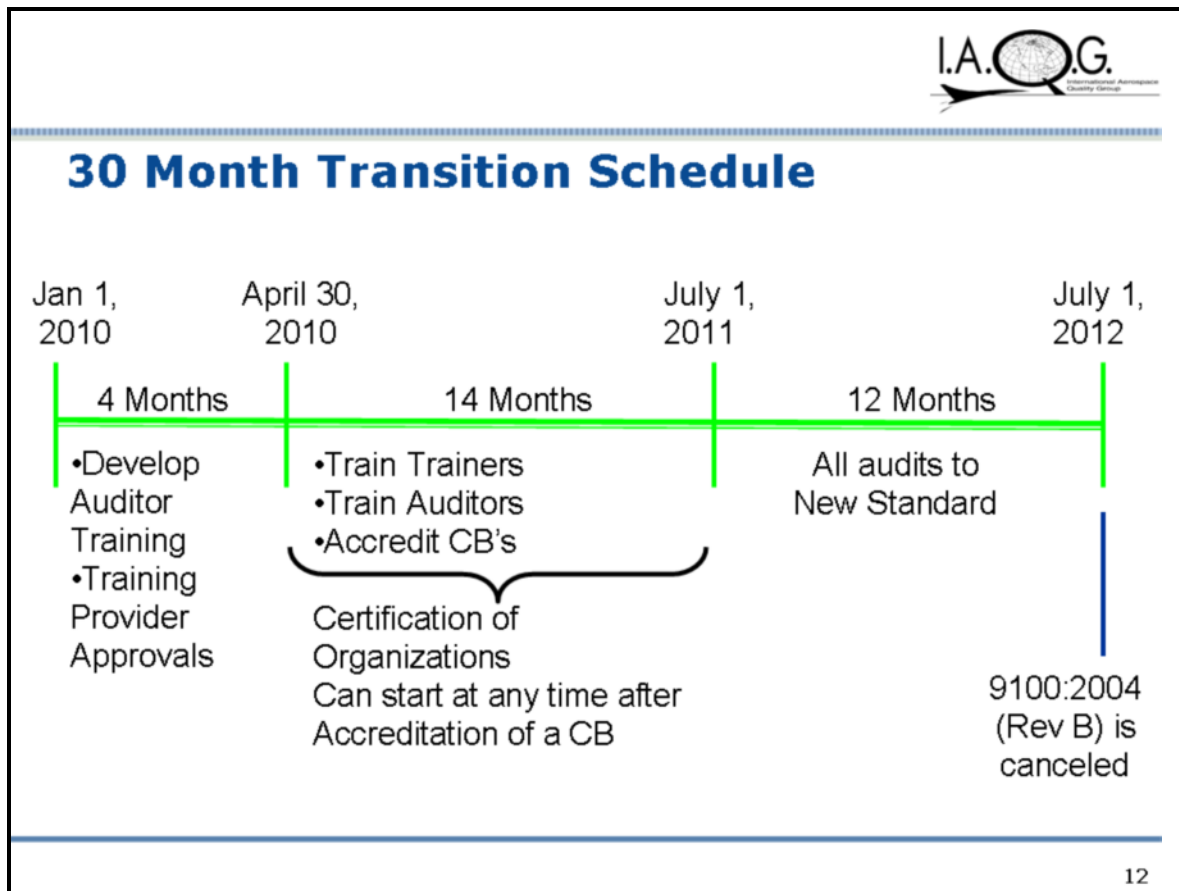 I.A.Q.G.
International Aerospace
Quality Group
30 Month Transition Schedule
Jan 1,
2010
April 30,
2010
July 1,
2011
July 1,
2012
4 Months
14 Months
12 Months
•Develop
Auditor
Training
•Training
Provider
Approvals
•Train Trainers
•Train Auditors
•Accredit CB's
Certification of
Organizations
Can start at any time after
Accreditation of a CB
All audits to
New Standard
9100:2004
(Rev B) is
canceled
12